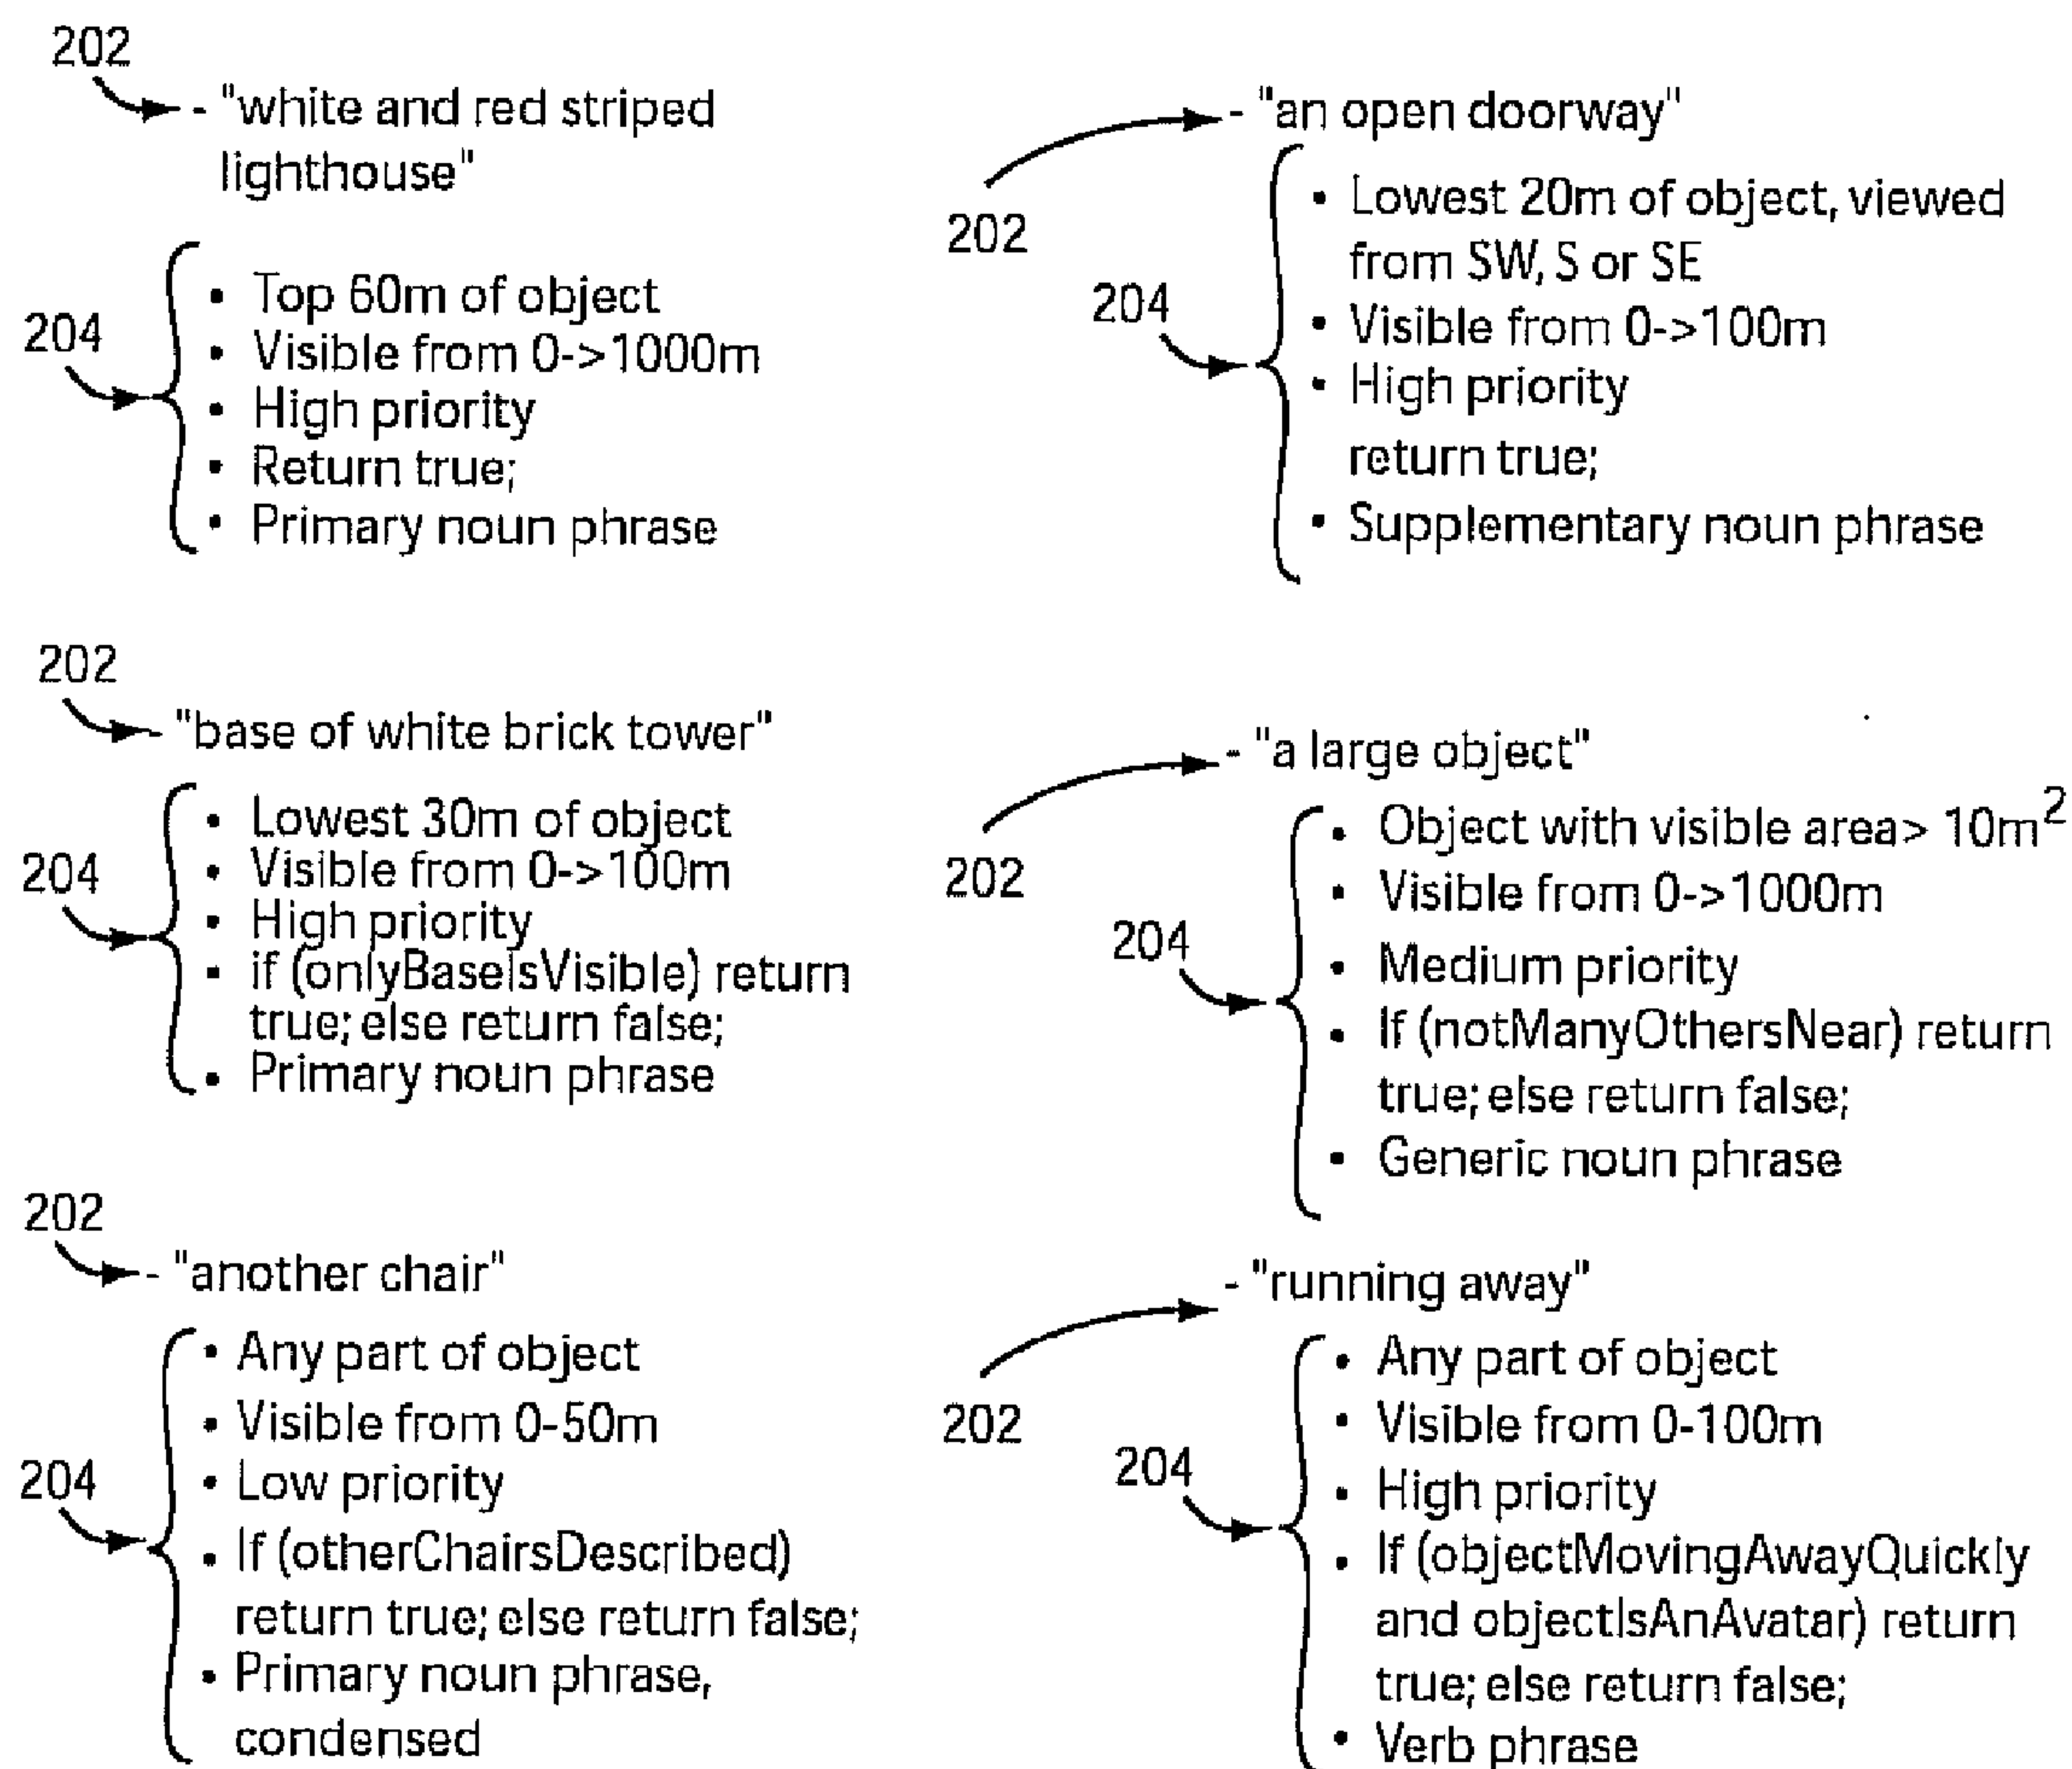 202
- "white and red striped
lighthouse"
204
• Top 60m of object
• Visible from 0->1000m
• High priority
• Return true;
• Primary noun phrase
- "an open doorway"
202
• Lowest 20m of object, viewed
from SW, S or SE
204
• Visible from 0->100m
• High priority
return true;
• Supplementary noun phrase
202
- "base of white brick tower"
204
• Lowest 30m of object
• Visible from 0->100m
• High priority
• if (onlyBaseIsVisible) return
true; else return false;
• Primary noun phrase
- "a large object"
202
• Object with visible area> 10m²
• Visible from 0->1000m
204
• Medium priority
• If (notManyOthersNear) return
true; else return false;
• Generic noun phrase
202
- "another chair"
• Any part of object
• Visible from 0-50m
204
• Low priority
• If (otherChairsDescribed)
return true; else return false;
• Primary noun phrase,
condensed
- "running away"
202
• Any part of object
• Visible from 0-100m
204
• High priority
• If (objectMovingAwayQuickly
and objectIsAnAvatar) return
true; else return false;
• Verb phrase